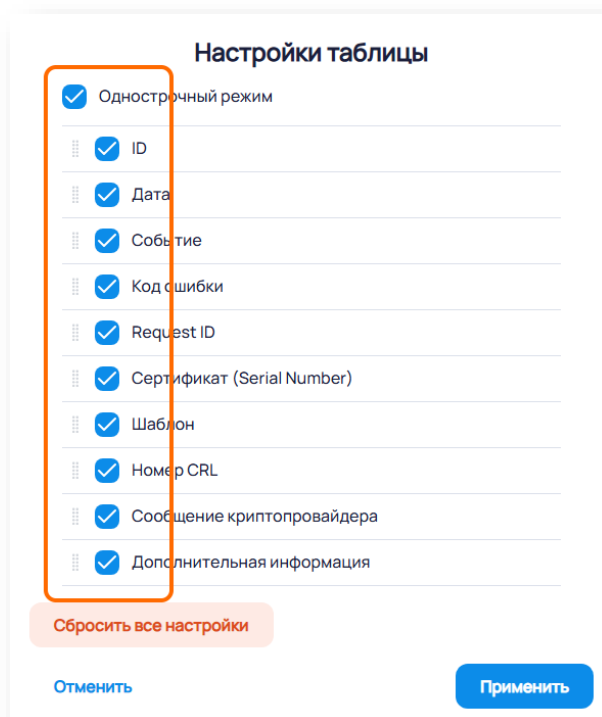 Настройки таблицы
Однострочный режим
ID
Дата
Событие
Код ошибки
Request ID
Сертификат (Serial Number)
Шаблон
Номер CRL
Сообщение криптопровайдера
Дополнительная информация
Сбросить все настройки
Отменить
Применить